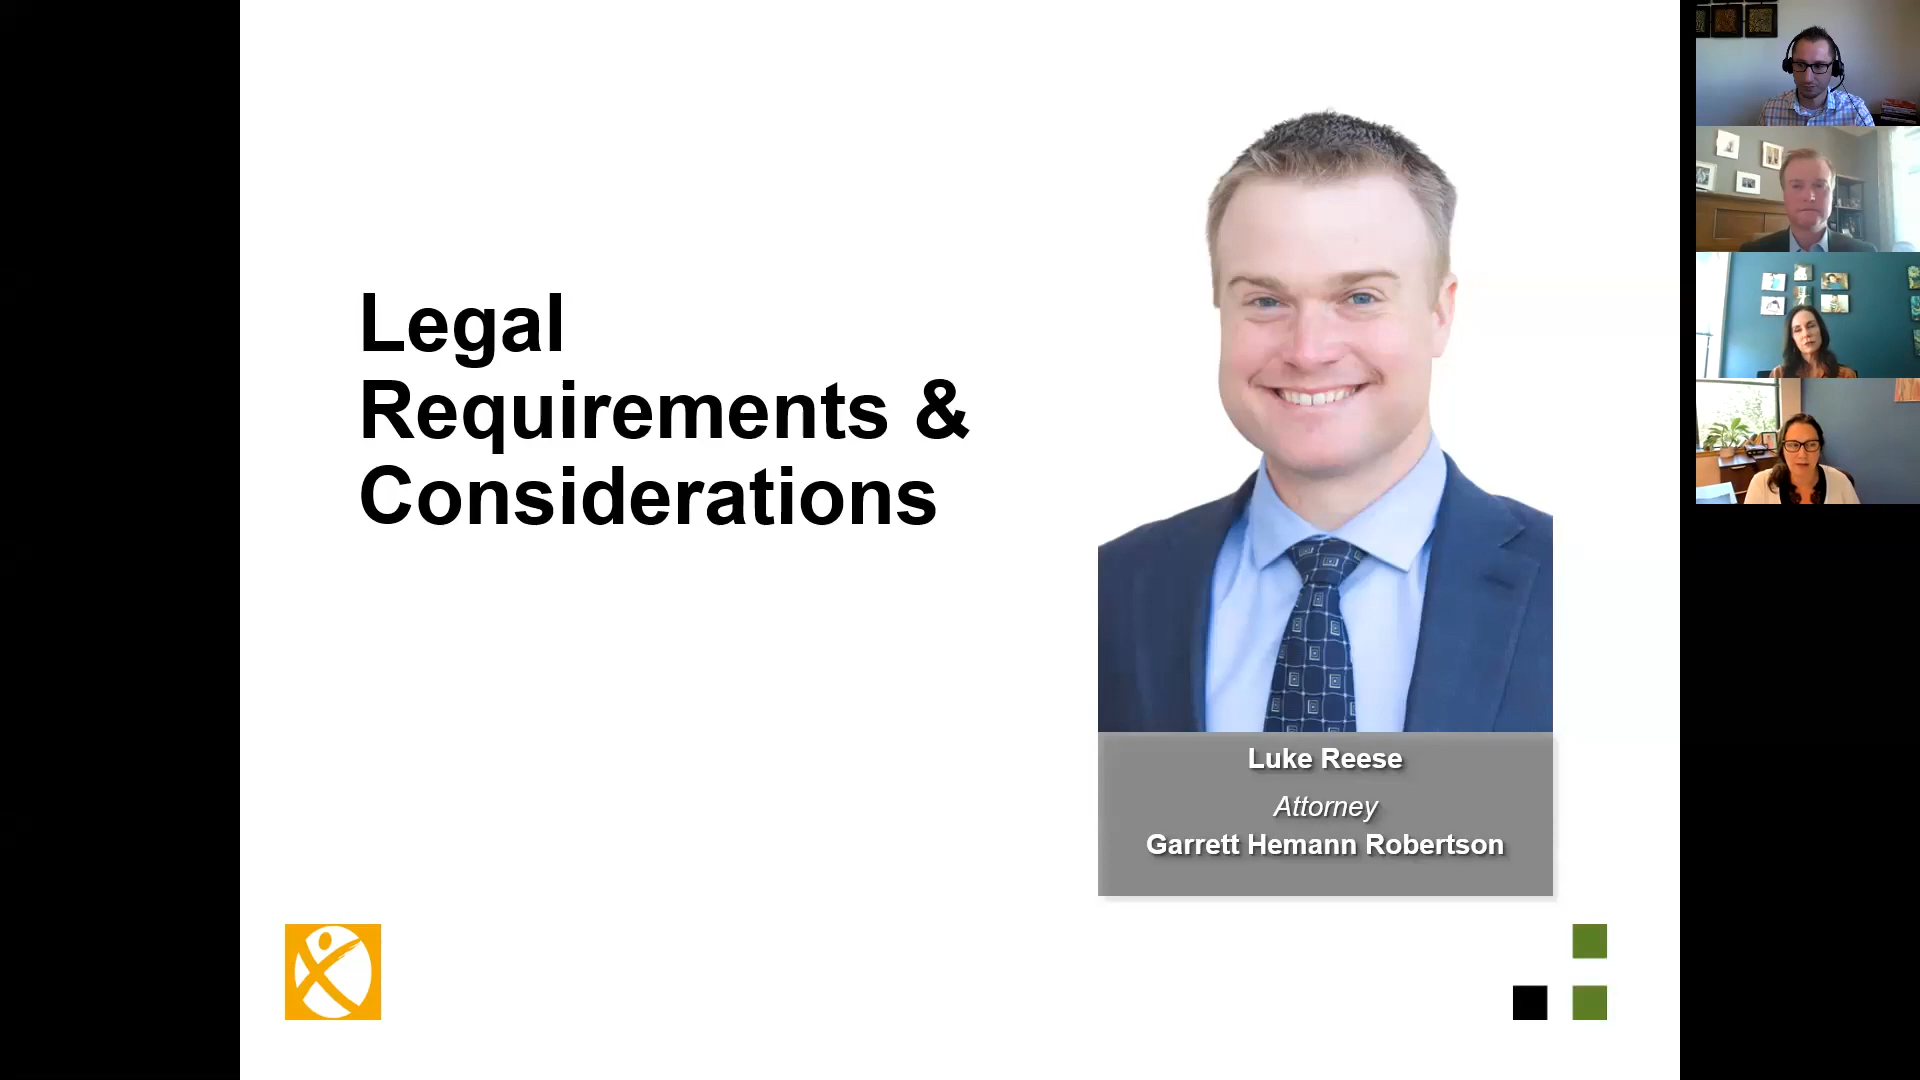 Legal
Requirements &
Considerations
Luke Reese
Attorney
Garrett Hemann Robertson